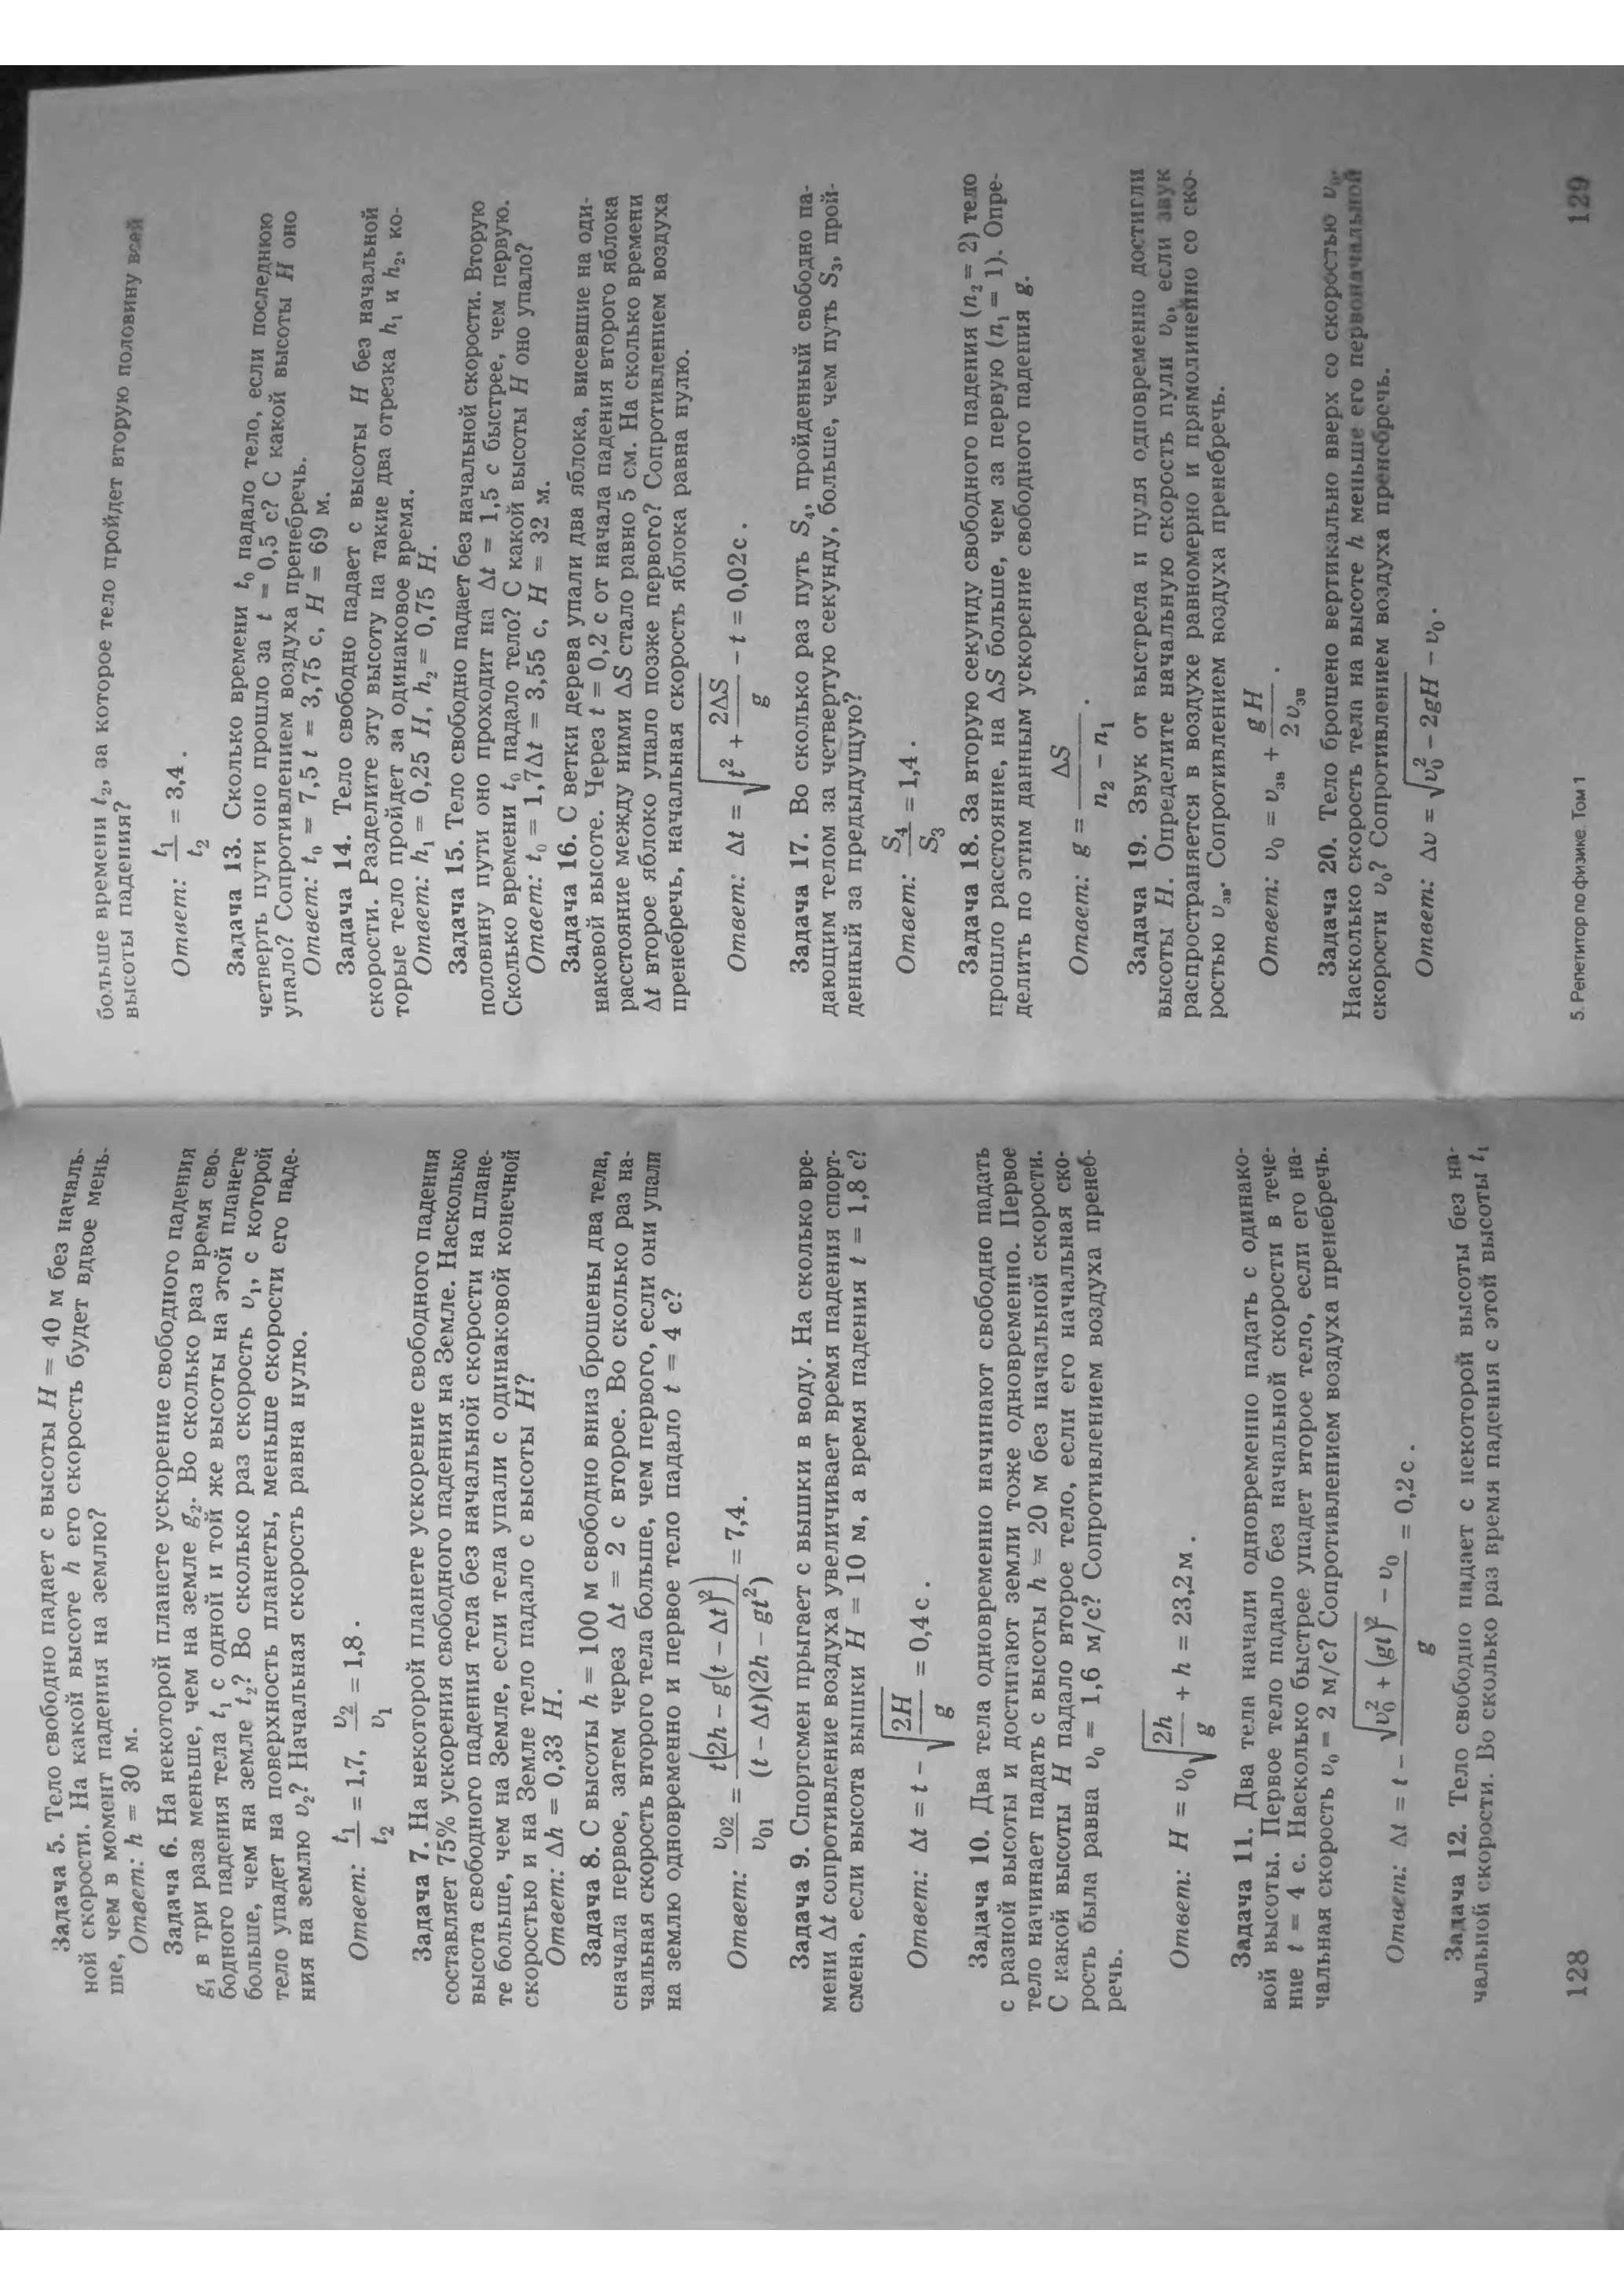 Задача 5. Тело свободно падает с высоты H = 40 м без началь-
ной скорости. На какой высоте h его скорость будет вдвое мень-
ше, чем в момент падения на землю?
Ответ: h = 30 м.
Задача 6. На некоторой планете ускорение свободного падения
g₁ в три раза меньше, чем на земле g₂. Во сколько раз время сво-
бодного падения тела t₁ с одной и той же высоты на этой планете
больше, чем на земле t₂? Во сколько раз скорость v₁, с которой
тело упадет на поверхность планеты, меньше скорости его паде-
ния на землю v₂? Начальная скорость равна нулю.
Ответ: t₁/t₂ = 1,7, v₂/v₁ = 1,8.
Задача 7. На некоторой планете ускорение свободного падения
составляет 75% ускорения свободного падения на Земле. Насколько
высота свободного падения тела без начальной скорости на плане-
те больше, чем на Земле, если тела упали с одинаковой конечной
скоростью и на Земле тело падало с высоты H?
Ответ: Δh = 0,33 H.
Задача 8. С высоты h = 100 м свободно вниз брошены два тела,
сначала первое, затем через Δt = 2 с второе. Во сколько раз на-
чальная скорость второго тела больше, чем первого, если они упали
на землю одновременно и первое тело падало t = 4 с?
Ответ: v₀₂/v₀₁ = t(2h − g(t − Δt)²)/(t − Δt)(2h − gt²) = 7,4.
Задача 9. Спортсмен прыгает с вышки в воду. На сколько вре-
мени Δt сопротивление воздуха увеличивает время падения спорт-
смена, если высота вышки H = 10 м, а время падения t = 1,8 с?
Ответ: Δt = t − √(2H/g) = 0,4 с.
Задача 10. Два тела одновременно начинают свободно падать
с разной высоты и достигают земли тоже одновременно. Первое
тело начинает падать с высоты h = 20 м без начальной скорости.
С какой высоты H падало второе тело, если его начальная ско-
рость была равна v₀ = 1,6 м/с? Сопротивлением воздуха пренеб-
речь.
Ответ: H = v₀√(2h/g) + h = 23,2 м.
Задача 11. Два тела начали одновременно падать с одинако-
вой высоты. Первое тело падало без начальной скорости в тече-
ние t = 4 с. Насколько быстрее упадет второе тело, если его на-
чальная скорость v₀ = 2 м/с? Сопротивлением воздуха пренебречь.
Ответ: Δt = t − (√(v₀² + (gt)²) − v₀)/g = 0,2 с.
Задача 12. Тело свободно падает с некоторой высоты без на-
чальной скорости. Во сколько раз время падения с этой высоты t₁
128
больше времени t₂, за которое тело пройдет вторую половину всей
высоты падения?
Ответ: t₁/t₂ = 3,4.
Задача 13. Сколько времени t₀ падало тело, если последнюю
четверть пути оно прошло за t = 0,5 с? С какой высоты H оно
упало? Сопротивлением воздуха пренебречь.
Ответ: t₀ = 7,5 t = 3,75 с, H = 69 м.
Задача 14. Тело свободно падает с высоты H без начальной
скорости. Разделите эту высоту на такие два отрезка h₁ и h₂, ко-
торые тело пройдет за одинаковое время.
Ответ: h₁ = 0,25 H, h₂ = 0,75 H.
Задача 15. Тело свободно падает без начальной скорости. Вторую
половину пути оно проходит на Δt = 1,5 с быстрее, чем первую.
Сколько времени t₀ падало тело? С какой высоты H оно упало?
Ответ: t₀ = 1,7Δt = 3,55 с, H = 32 м.
Задача 16. С ветки дерева упали два яблока, висевшие на оди-
наковой высоте. Через t = 0,2 с от начала падения второго яблока
расстояние между ними ΔS стало равно 5 см. На сколько времени
Δt второе яблоко упало позже первого? Сопротивлением воздуха
пренебречь, начальная скорость яблока равна нулю.
Ответ: Δt = √(t² + 2ΔS/g) − t = 0,02 с.
Задача 17. Во сколько раз путь S₄, пройденный свободно па-
дающим телом за четвертую секунду, больше, чем путь S₃, прой-
денный за предыдущую?
Ответ: S₄/S₃ = 1,4.
Задача 18. За вторую секунду свободного падения (n₂ = 2) тело
прошло расстояние, на ΔS больше, чем за первую (n₁ = 1). Опре-
делить по этим данным ускорение свободного падения g.
Ответ: g = ΔS/(n₂ − n₁).
Задача 19. Звук от выстрела и пуля одновременно достигли
высоты H. Определите начальную скорость пули v₀, если звук
распространяется в воздухе равномерно и прямолинейно со ско-
ростью vзв. Сопротивлением воздуха пренебречь.
Ответ: v₀ = vзв + gH/2vзв.
Задача 20. Тело брошено вертикально вверх со скоростью v₀.
Насколько скорость тела на высоте h меньше его первоначальной
скорости v₀? Сопротивлением воздуха пренебречь.
Ответ: Δv = √(v₀² − 2gH) − v₀.
5. Репетитор по физике. Том 1
129